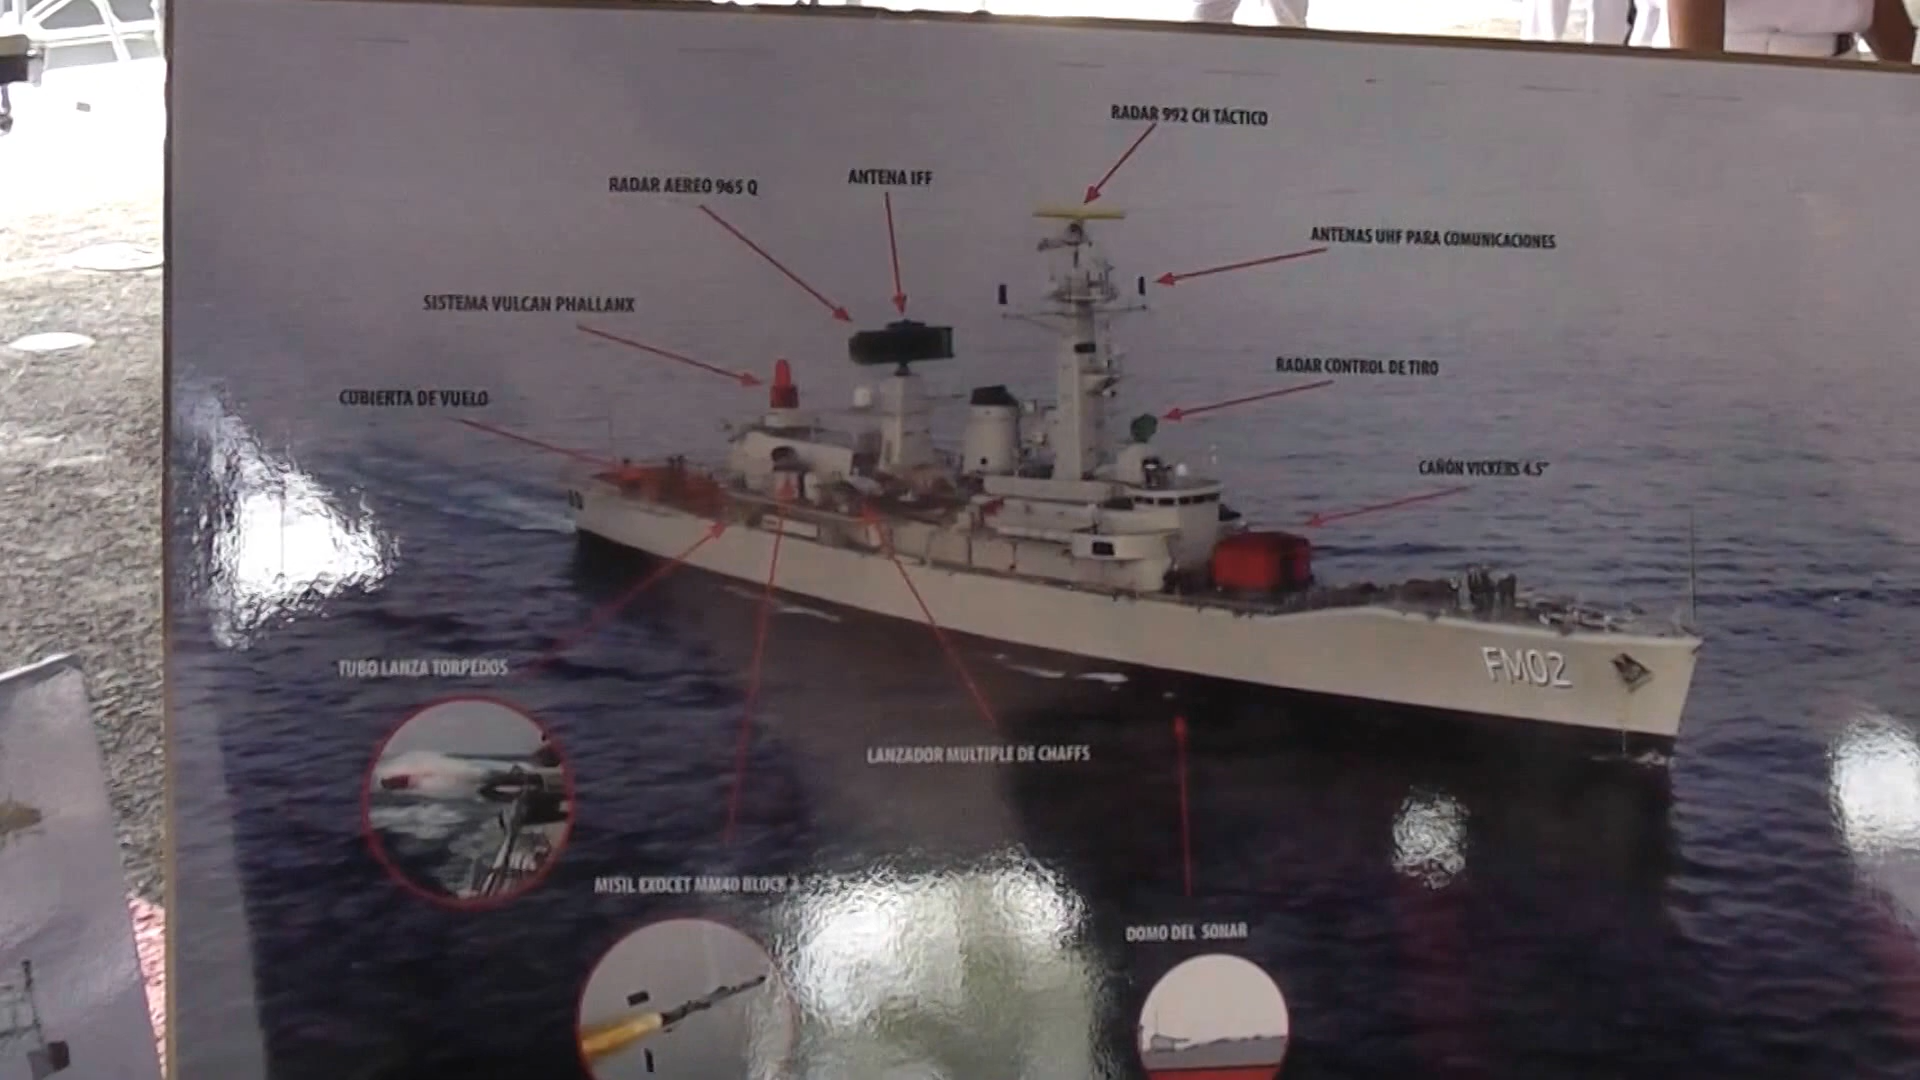 RADAR 992 CH TÁCTICO
RADAR AEREO 965 Q
ANTENA IFF
ANTENAS UHF PARA COMUNICACIONES
SISTEMA VULCAN PHALLANX
RADAR CONTROL DE TIRO
CUBIERTA DE VUELO
CAÑÓN VICKERS 4.5"
FM02
TUBO LANZA TORPEDOS
LANZADOR MULTIPLE DE CHAFFS
MISIL EXOCET MM40 BLOCK
DOMO DEL SONAR